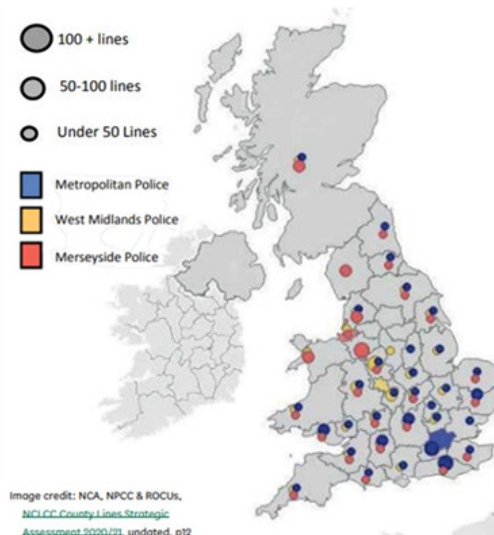 100 + lines
50-100 lines
Under 50 Lines
Metropolitan Police
West Midlands Police
Merseyside Police
Image credit: NCA, NPCC & ROCUs,
NCLCC County Lines Strategic
Assessment 2020/21, undated, p12